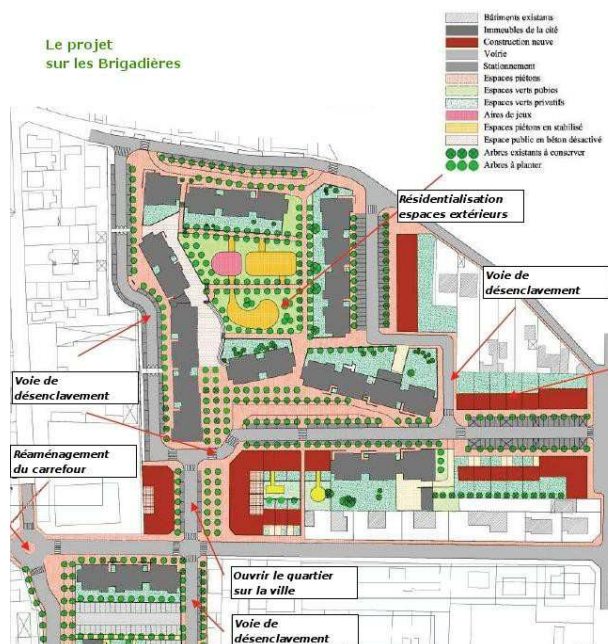 Le projet
sur les Brigadières
Bâtiments existants
Immeubles de la cité
Construction neuve
Voirie
Stationnement
Espaces piétons
Espaces verts publics
Espaces verts privatifs
Aires de jeux
Espaces piétons en stabilisé
Espace public en béton désactivé
Arbres existants à conserver
Arbres à planter
Résidentialisation
espaces extérieurs
Voie de
désenclavement
Voie de
désenclavement
Réaménagement
du carrefour
Ouvrir le quartier
sur la ville
Voie de
désenclavement